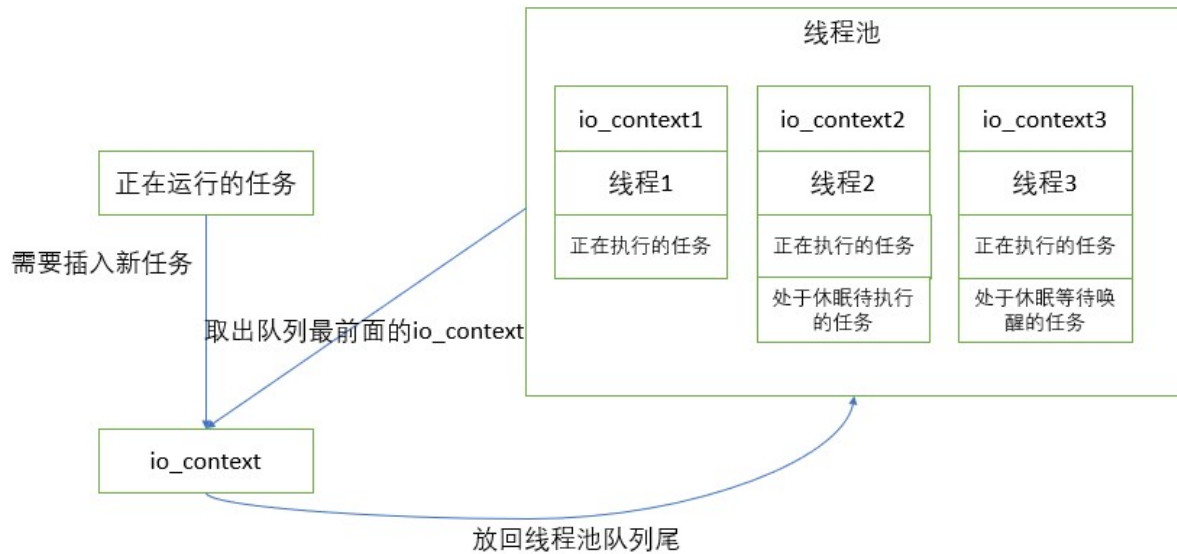 线程池
io_context1
io_context2
io_context3
线程1
线程2
线程3
正在执行的任务
正在执行的任务
正在执行的任务
处于休眠待执行
的任务
处于休眠等待唤
醒的任务
正在运行的任务
需要插入新任务
取出队列最前面的io_context
io_context
放回线程池队列尾